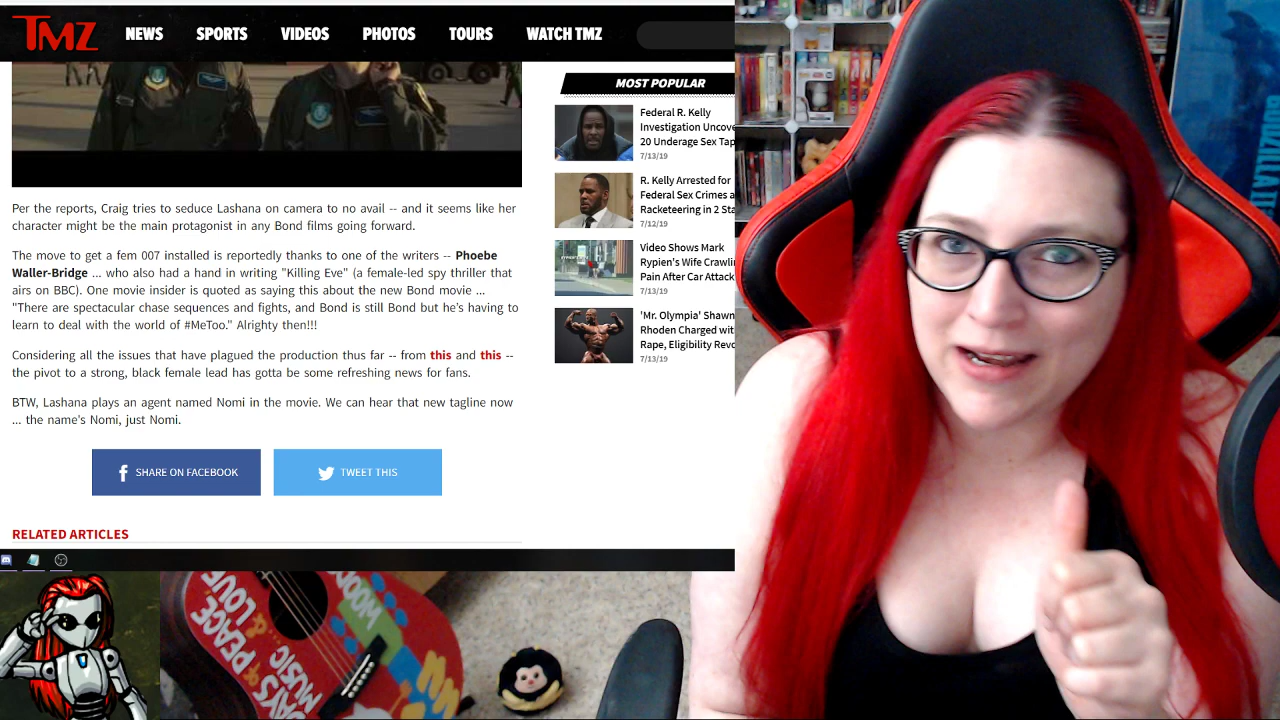 TMZ NEWS SPORTS VIDEOS PHOTOS TOURS WATCH TMZ
Per the reports, Craig tries to seduce Lashana on camera to no avail -- and it seems like her
character might be the main protagonist in any Bond films going forward.
The move to get a fem 007 installed is reportedly thanks to one of the writers -- Phoebe
Waller-Bridge ... who also had a hand in writing "Killing Eve" (a female-led spy thriller that
airs on BBC). One movie insider is quoted as saying this about the new Bond movie ...
"There are spectacular chase sequences and fights, and Bond is still Bond but he's having to
learn to deal with the world of #MeToo." Alrighty then!!!
Considering all the issues that have plagued the production thus far -- from this and this --
the pivot to a strong, black female lead has gotta be some refreshing news for fans.
BTW, Lashana plays an agent named Nomi in the movie. We can hear that new tagline now
... the name's Nomi, just Nomi.
SHARE ON FACEBOOK
TWEET THIS
RELATED ARTICLES
MOST POPULAR
Federal R. Kelly
Investigation Uncove
20 Underage Sex Tap
7/13/19
R. Kelly Arrested for
Federal Sex Crimes a
Racketeering in 2 Sta
7/12/19
Video Shows Mark
Rypien's Wife Crawli
Pain After Car Attack
7/13/19
'Mr. Olympia' Shawn
Rhoden Charged wit
Rape, Eligibility Revo
7/13/19
PEACE
& LOVE
DAYS OF
MUSIC
WOOD